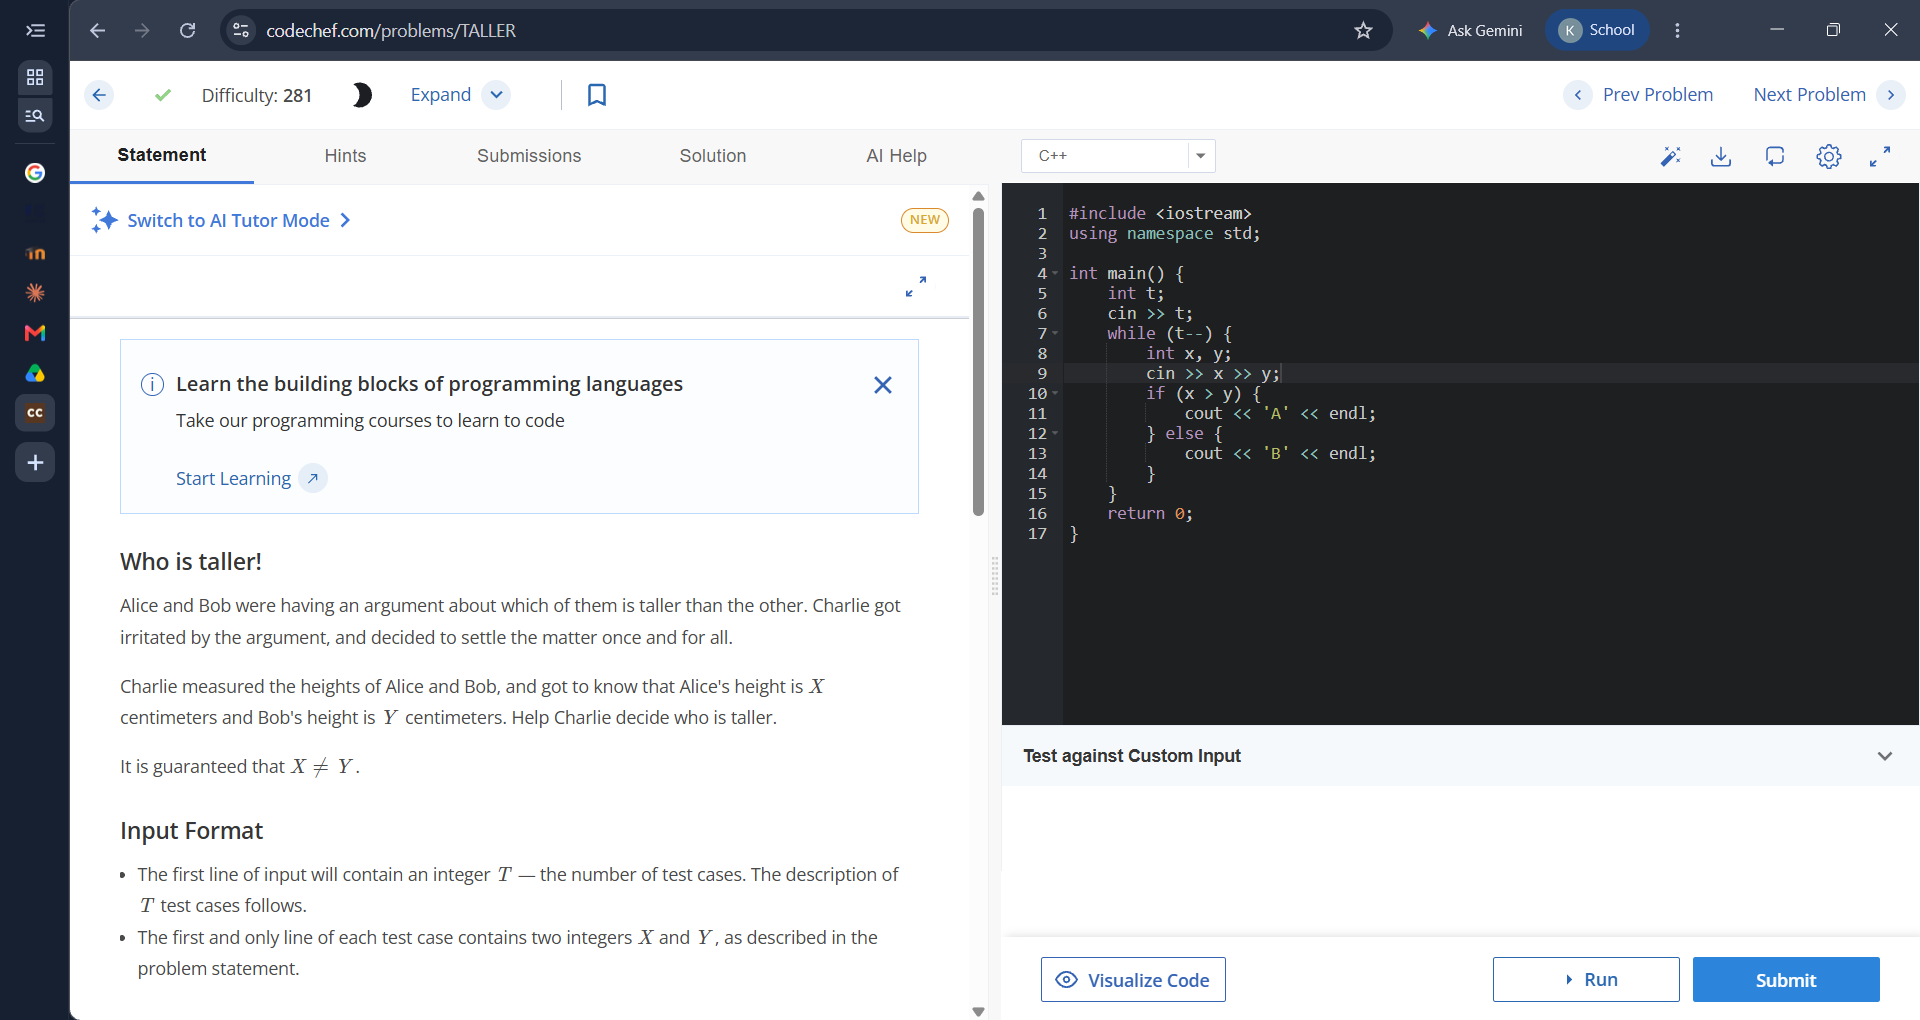 codechef.com/problems/TALLER
Ask Gemini
K School
Difficulty: 281
Expand
Prev Problem
Next Problem
Statement
Hints
Submissions
Solution
AI Help
C++
Switch to AI Tutor Mode
NEW
Learn the building blocks of programming languages
Take our programming courses to learn to code
Start Learning
Who is taller!
Alice and Bob were having an argument about which of them is taller than the other. Charlie got
irritated by the argument, and decided to settle the matter once and for all.
Charlie measured the heights of Alice and Bob, and got to know that Alice's height is X
centimeters and Bob's height is Y centimeters. Help Charlie decide who is taller.
It is guaranteed that X ≠ Y.
Input Format
• The first line of input will contain an integer T — the number of test cases. The description of
T test cases follows.
• The first and only line of each test case contains two integers X and Y, as described in the
problem statement.
cc
1 #include <iostream>
2 using namespace std;
3
4 int main() {
5     int t;
6     cin >> t;
7     while (t--) {
8         int x, y;
9         cin >> x >> y;
10         if (x > y) {
11             cout << 'A' << endl;
12         } else {
13             cout << 'B' << endl;
14         }
15     }
16     return 0;
17 }
Test against Custom Input
Visualize Code
Run
Submit